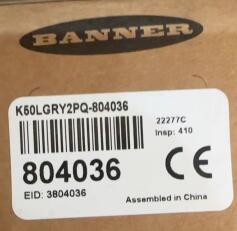 BANNER
K50LGRY2PQ-804036
22277C
Insp: 410
804036
CE
EID: 3804036
Assembled in China